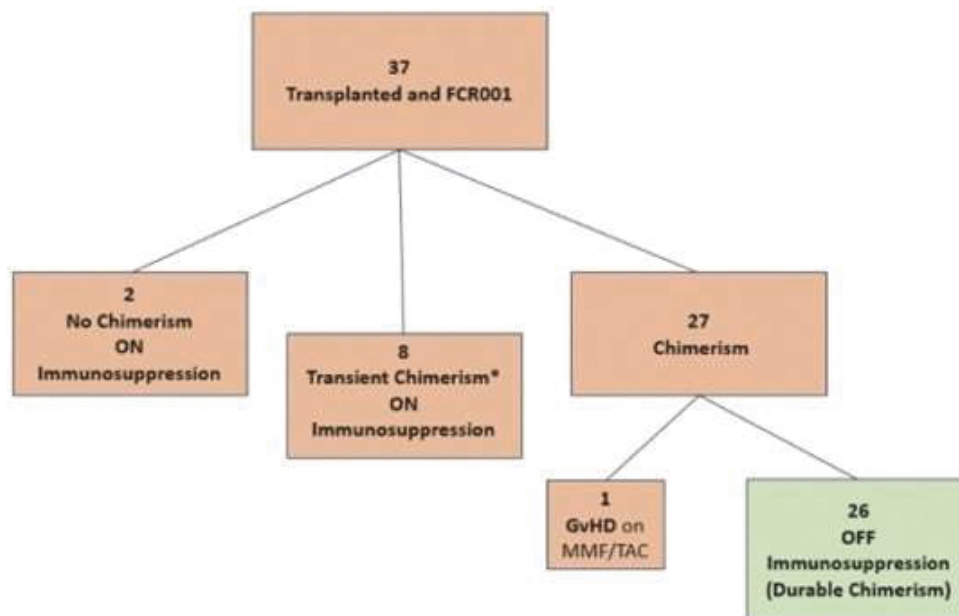 37
Transplanted and FCR001
2
No Chimerism
ON
Immunosuppression
8
Transient Chimerism*
ON
Immunosuppression
27
Chimerism
1
GvHD on
MMF/TAC
26
OFF
Immunosuppression
(Durable Chimerism)